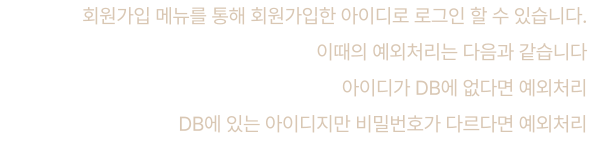 회원가입 메뉴를 통해 회원가입한 아이디로 로그인 할 수 있습니다.
이때의 예외처리는 다음과 같습니다
아이디가 DB에 없다면 예외처리
DB에 있는 아이디지만 비밀번호가 다르다면 예외처리